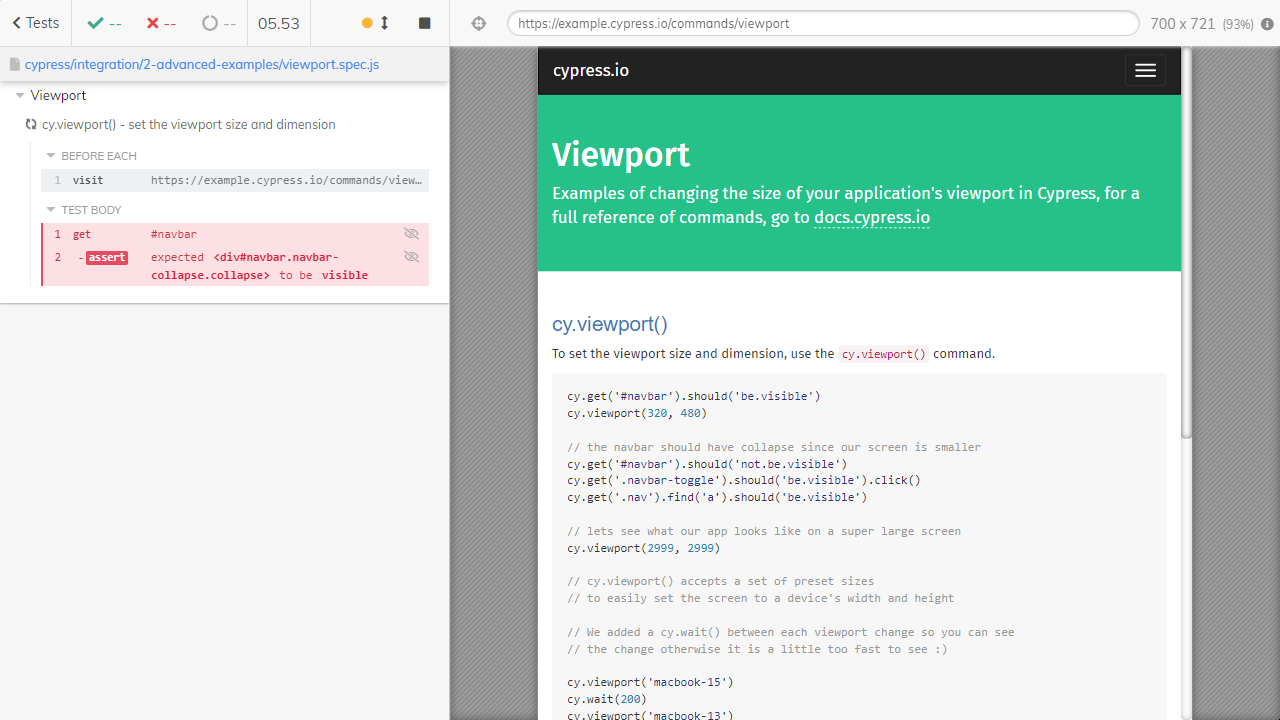 Tests
--
--
--
05.53
https://example.cypress.io/commands/viewport
700 x 721 (93%)
cypress/integration/2-advanced-examples/viewport.spec.js
Viewport
cy.viewport() - set the viewport size and dimension
BEFORE EACH
1 visit https://example.cypress.io/commands/view…
TEST BODY
1 get #navbar
2 -assert expected <div#navbar.navbar-
collapse.collapse> to be visible
cypress.io
Viewport
Examples of changing the size of your application's viewport in Cypress, for a
full reference of commands, go to docs.cypress.io
cy.viewport()
To set the viewport size and dimension, use the cy.viewport() command.
cy.get('#navbar').should('be.visible')
cy.viewport(320, 480)
// the navbar should have collapse since our screen is smaller
cy.get('#navbar').should('not.be.visible')
cy.get('.navbar-toggle').should('be.visible').click()
cy.get('.nav').find('a').should('be.visible')
// lets see what our app looks like on a super large screen
cy.viewport(2999, 2999)
// cy.viewport() accepts a set of preset sizes
// to easily set the screen to a device's width and height
// We added a cy.wait() between each viewport change so you can see
// the change otherwise it is a little too fast to see :)
cy.viewport('macbook-15')
cy.wait(200)
cy.viewport('macbook-13')